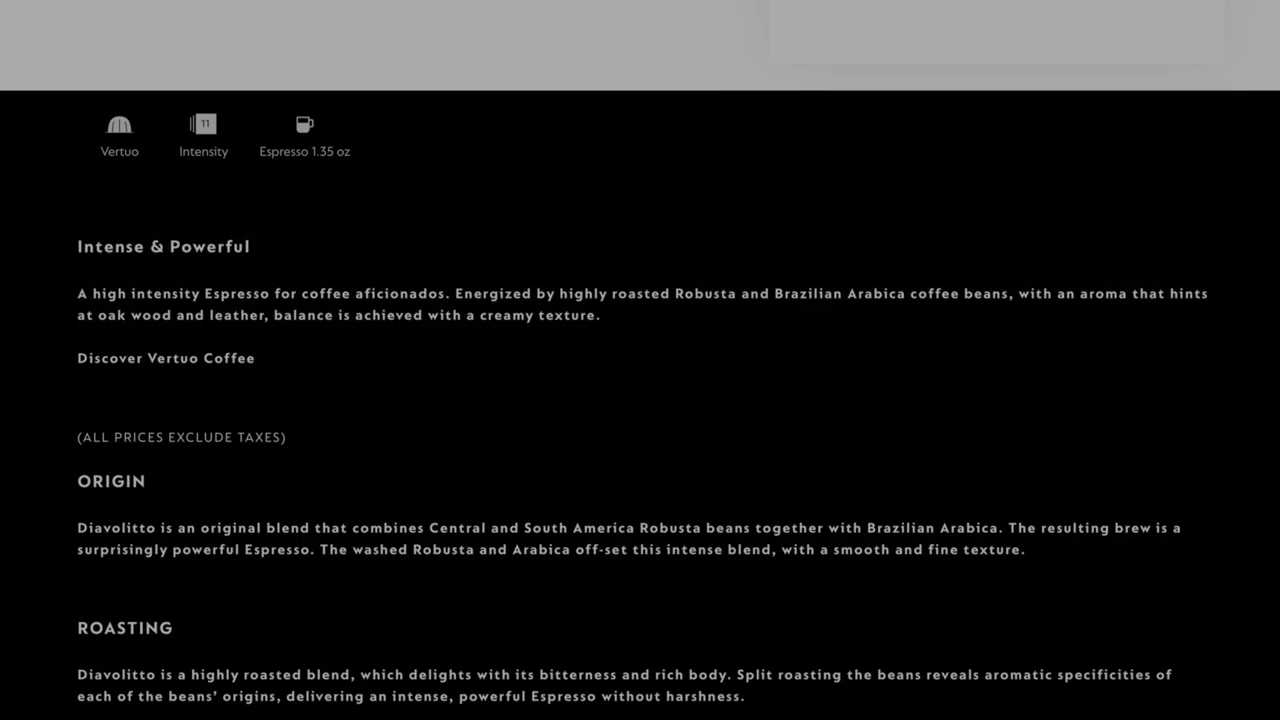 11
Vertuo Intensity Espresso 1.35 oz
Intense & Powerful
A high intensity Espresso for coffee aficionados. Energized by highly roasted Robusta and Brazilian Arabica coffee beans, with an aroma that hints
at oak wood and leather, balance is achieved with a creamy texture.
Discover Vertuo Coffee
(ALL PRICES EXCLUDE TAXES)
ORIGIN
Diavolitto is an original blend that combines Central and South America Robusta beans together with Brazilian Arabica. The resulting brew is a
surprisingly powerful Espresso. The washed Robusta and Arabica off-set this intense blend, with a smooth and fine texture.
ROASTING
Diavolitto is a highly roasted blend, which delights with its bitterness and rich body. Split roasting the beans reveals aromatic specificities of
each of the beans’ origins, delivering an intense, powerful Espresso without harshness.